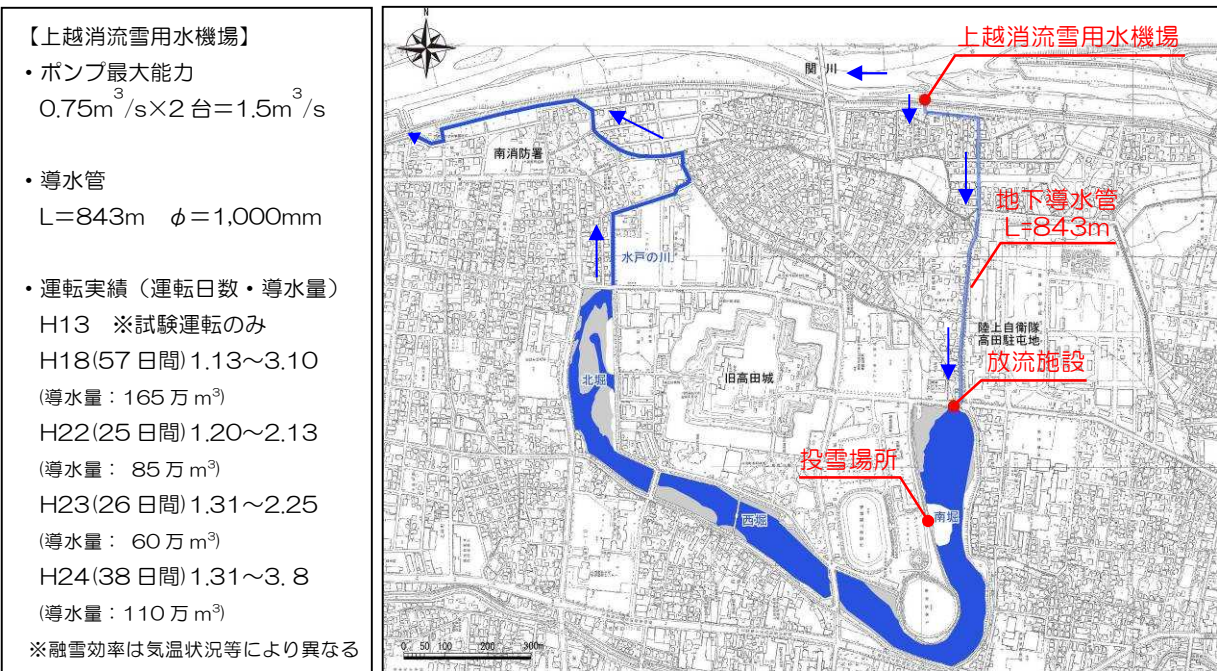 【上越消流雪用水機場】
・ポンプ最大能力
0.75m³/s×2台=1.5m³/s
・導水管
L=843m φ=1,000mm
・運転実績（運転日数・導水量）
H13 ※試験運転のみ
H18(57日間)1.13～3.10
(導水量：165万m³)
H22(25日間)1.20～2.13
(導水量： 85万m³)
H23(26日間)1.31～2.25
(導水量： 60万m³)
H24(38日間)1.31～3. 8
(導水量：110万m³)
※融雪効率は気温状況等により異なる
N
上越消流雪用水機場
関川
南消防署
地下導水管
L=843m
水戸の川
陸上自衛隊
高田駐屯地
放流施設
北堀
旧高田城
投雪場所
南堀
西堀
0 50 100 200 300m